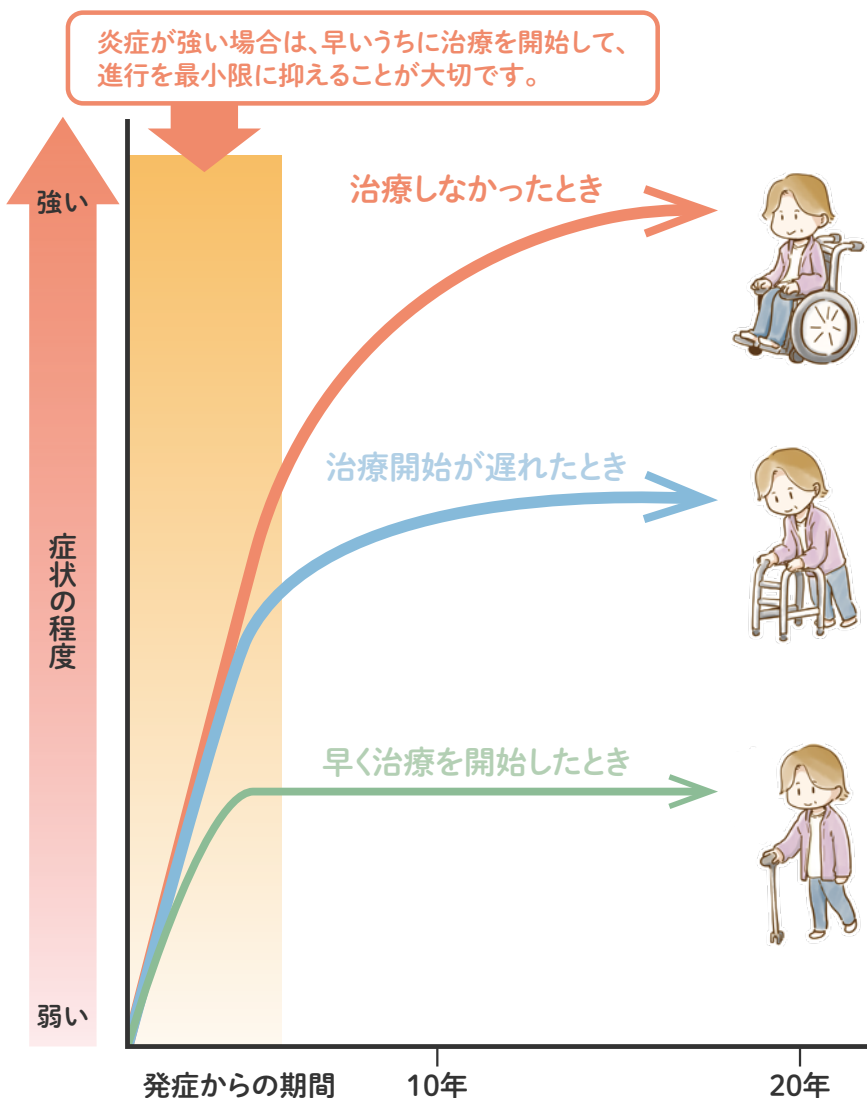 炎症が強い場合は、早いうちに治療を開始して、
進行を最小限に抑えることが大切です。
強い
症状の程度
弱い
治療しなかったとき
治療開始が遅れたとき
早く治療を開始したとき
発症からの期間
10年
20年